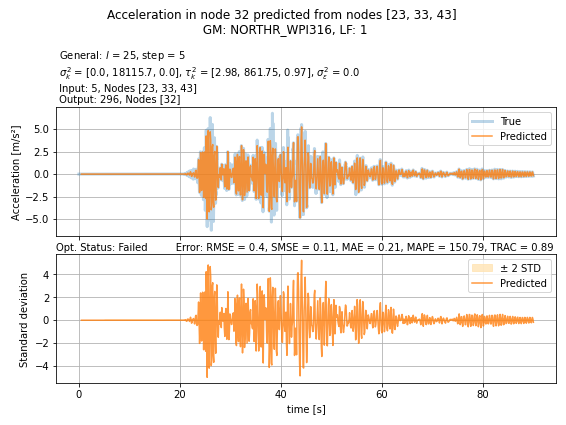 Acceleration in node 32 predicted from nodes [23, 33, 43]
GM: NORTHR_WPI316, LF: 1
General: l = 25, step = 5
σ²ₖ = [0.0, 18115.7, 0.0], τ²ₖ = [2.98, 861.75, 0.97], σ²ε = 0.0
Input: 5, Nodes [23, 33, 43]
Output: 296, Nodes [32]
Acceleration [m/s²]
5.0
2.5
0.0
−2.5
−5.0
True
Predicted
Opt. Status: Failed
Error: RMSE = 0.4, SMSE = 0.11, MAE = 0.21, MAPE = 150.79, TRAC = 0.89
Standard deviation
4
2
0
−2
−4
± 2 STD
Predicted
0 20 40 60 80
time [s]